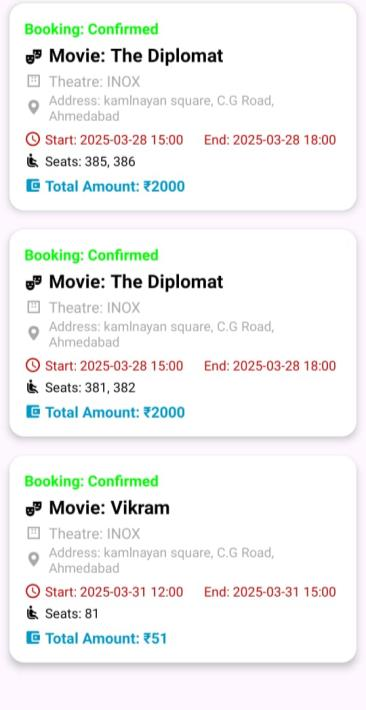 Booking: Confirmed
Movie: The Diplomat
Theatre: INOX
Address: kamlnayan square, C.G Road,
Ahmedabad
Start: 2025-03-28 15:00 End: 2025-03-28 18:00
Seats: 385, 386
Total Amount: ₹2000
Booking: Confirmed
Movie: The Diplomat
Theatre: INOX
Address: kamlnayan square, C.G Road,
Ahmedabad
Start: 2025-03-28 15:00 End: 2025-03-28 18:00
Seats: 381, 382
Total Amount: ₹2000
Booking: Confirmed
Movie: Vikram
Theatre: INOX
Address: kamlnayan square, C.G Road,
Ahmedabad
Start: 2025-03-31 12:00 End: 2025-03-31 15:00
Seats: 81
Total Amount: ₹51